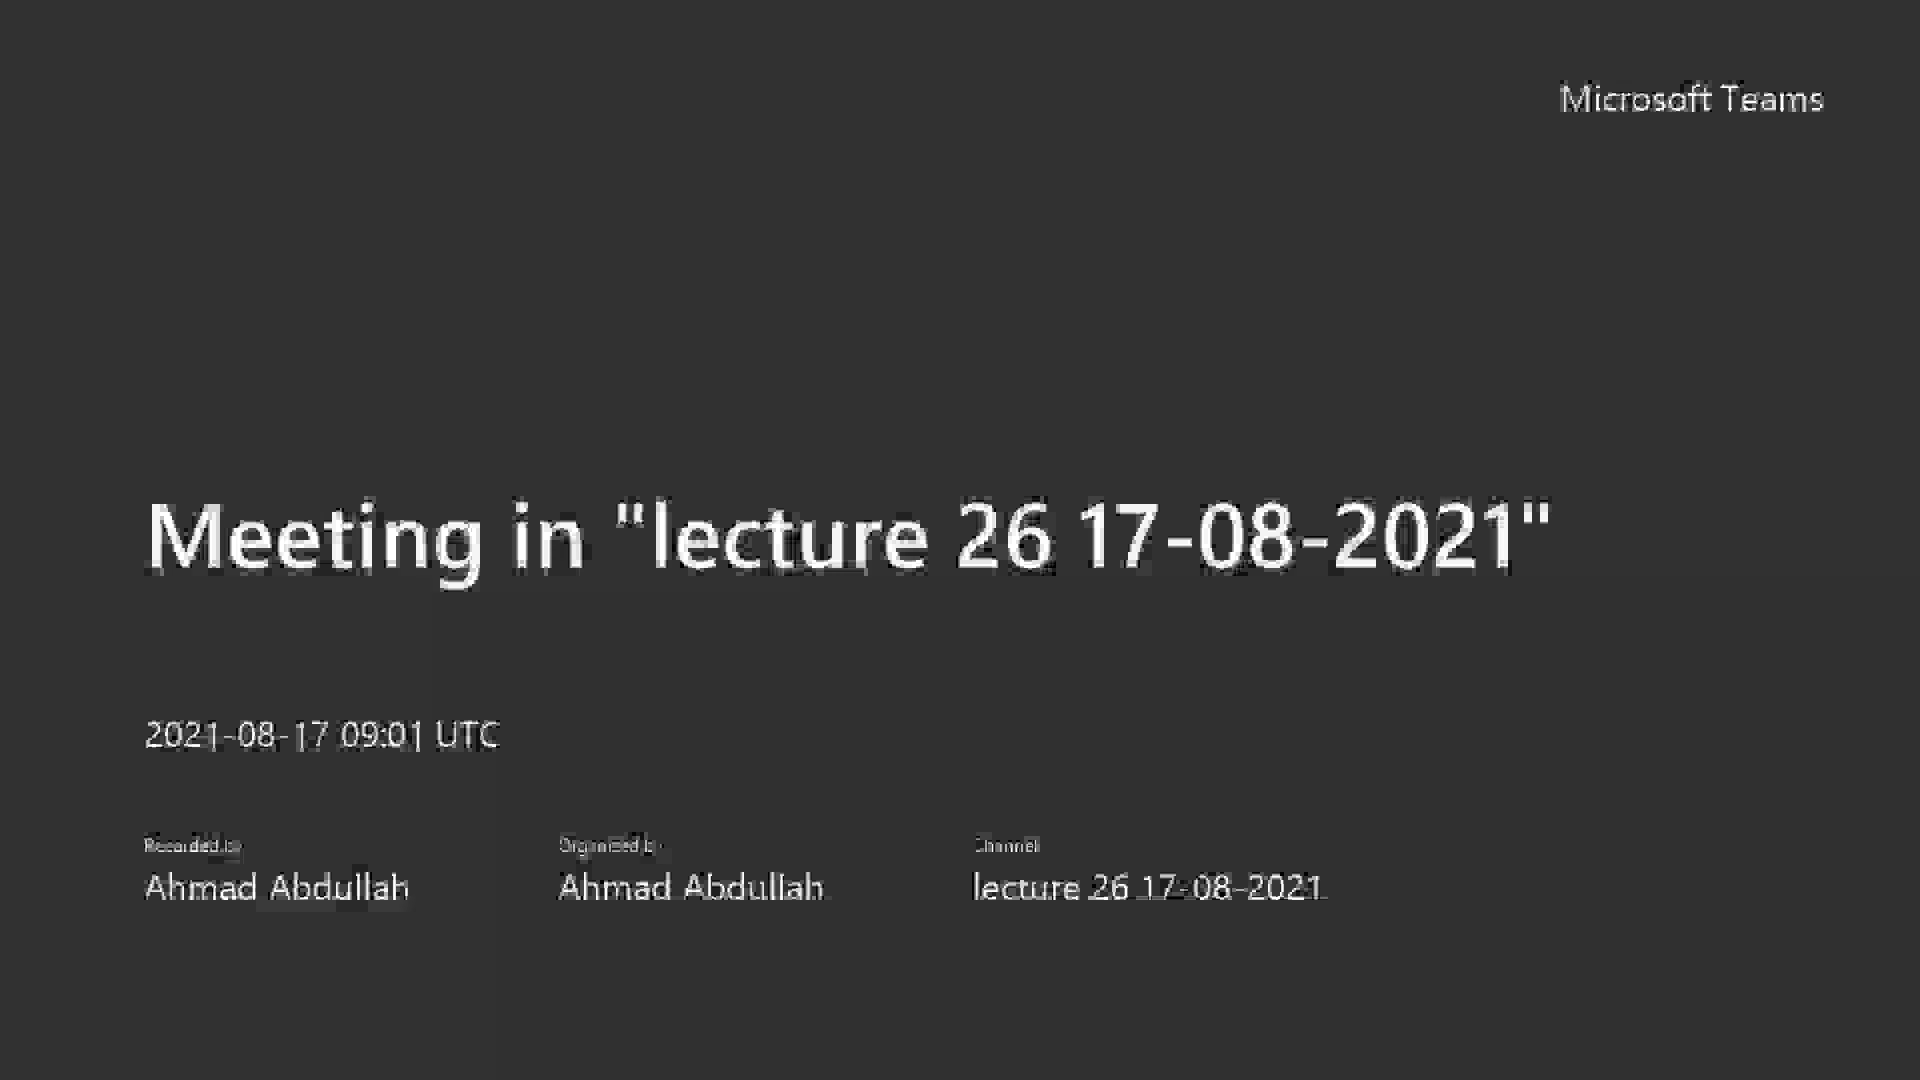 Microsoft Teams
Meeting in "lecture 26 17-08-2021"
2021-08-17 09:01 UTC
Recorded by
Organized by
Channel
Ahmad Abdullah
Ahmad Abdullah
lecture 26 17-08-2021